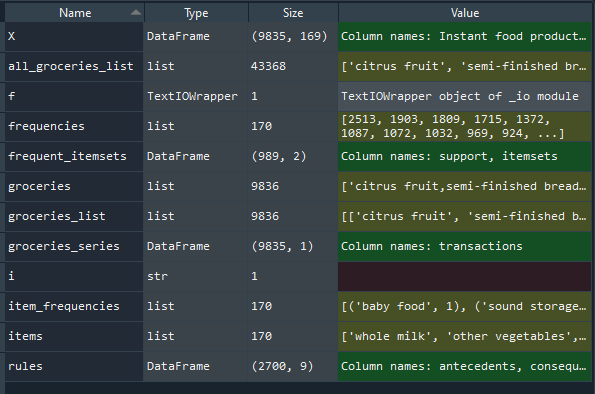 Name Type Size Value
X DataFrame (9835, 169) Column names: Instant food product…
all_groceries_list list 43368 ['citrus fruit', 'semi-finished br…
f TextIOWrapper 1 TextIOWrapper object of _io module
frequencies list 170 [2513, 1903, 1809, 1715, 1372,
1087, 1072, 1032, 969, 924, ...]
frequent_itemsets DataFrame (989, 2) Column names: support, itemsets
groceries list 9836 ['citrus fruit,semi-finished bread…
groceries_list list 9836 [['citrus fruit', 'semi-finished b…
groceries_series DataFrame (9835, 1) Column names: transactions
i str 1
item_frequencies list 170 [('baby food', 1), ('sound storage…
items list 170 ['whole milk', 'other vegetables',…
rules DataFrame (2700, 9) Column names: antecedents, consequ…